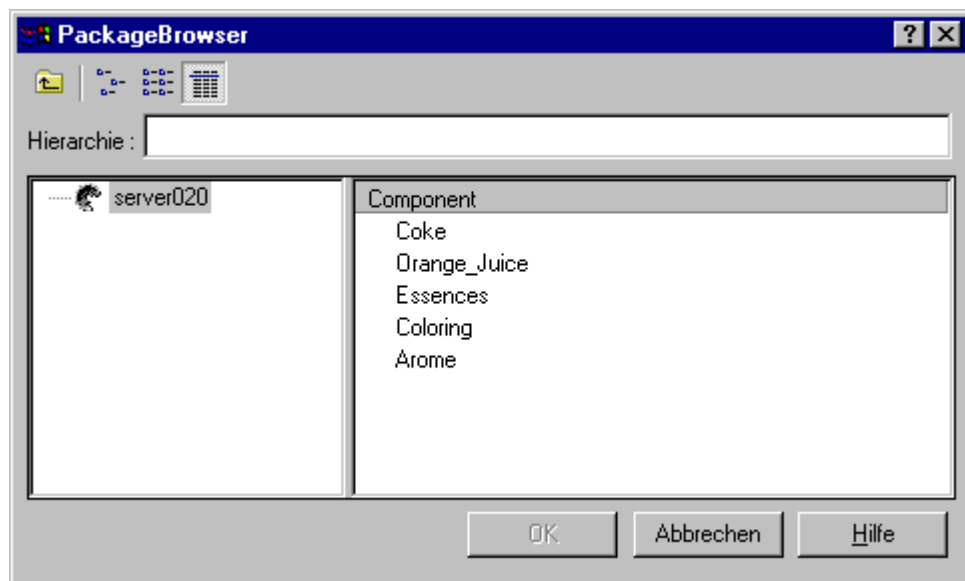 PackageBrowser
Hierarchie :
server020
Component
Coke
Orange_Juice
Essences
Coloring
Arome
OK Abbrechen Hilfe